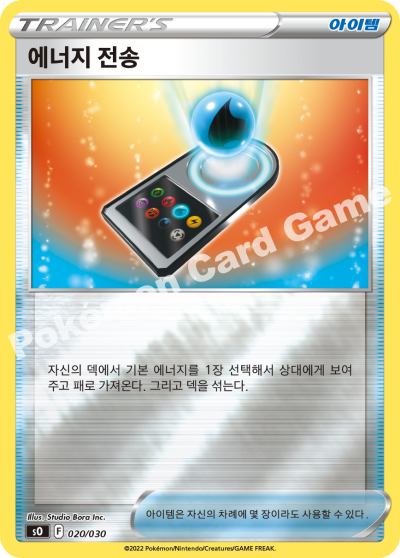 TRAINER'S
아이템
에너지 전송
Pokémon Card Game
자신의 덱에서 기본 에너지를 1장 선택해서 상대에게 보여
주고 패로 가져온다. 그리고 덱을 섞는다.
Illus. Studio Bora Inc.
sO F 020/030
아이템은 자신의 차례에 몇 장이라도 사용할 수 있다.
©2022 Pokémon/Nintendo/Creatures/GAME FREAK.